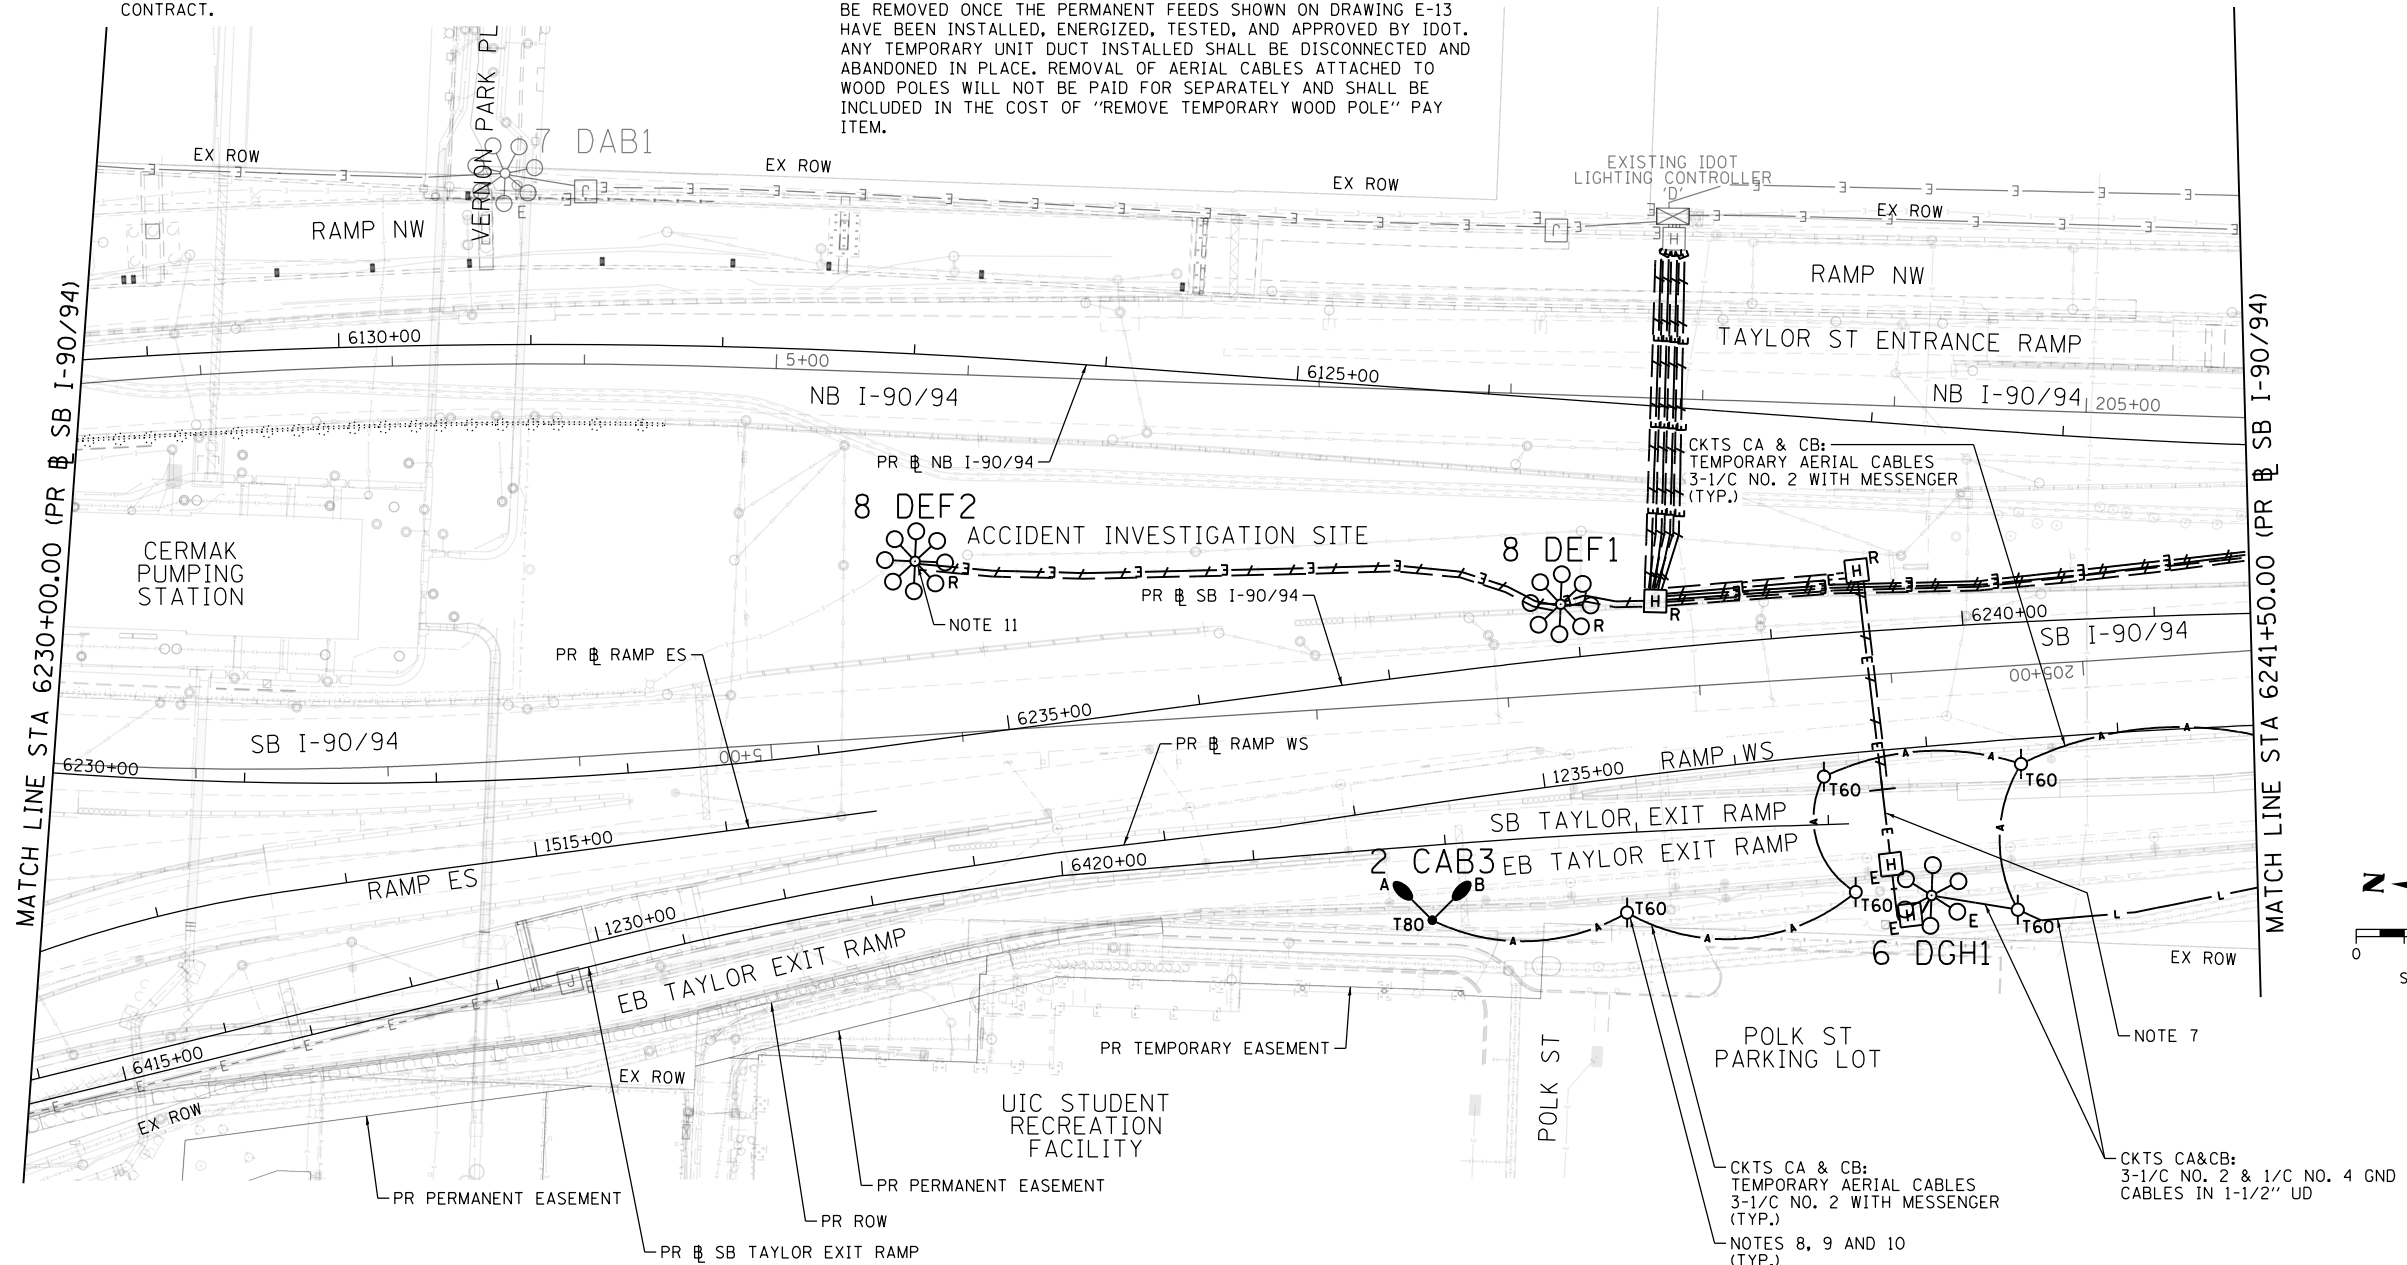 CONTRACT.
BE REMOVED ONCE THE PERMANENT FEEDS SHOWN ON DRAWING E-13
HAVE BEEN INSTALLED, ENERGIZED, TESTED, AND APPROVED BY IDOT.
ANY TEMPORARY UNIT DUCT INSTALLED SHALL BE DISCONNECTED AND
ABANDONED IN PLACE. REMOVAL OF AERIAL CABLES ATTACHED TO
WOOD POLES WILL NOT BE PAID FOR SEPARATELY AND SHALL BE
INCLUDED IN THE COST OF "REMOVE TEMPORARY WOOD POLE" PAY
ITEM.
VERNON PARK PL
7 DAB1
EX ROW
EX ROW
EX ROW
EXISTING IDOT
LIGHTING CONTROLLER
'D'
EX ROW
RAMP NW
RAMP NW
TAYLOR ST ENTRANCE RAMP
6130+00
5+00
6125+00
NB I-90/94
NB I-90/94
205+00
PR BL NB I-90/94
CKTS CA & CB:
TEMPORARY AERIAL CABLES
3-1/C NO. 2 WITH MESSENGER
(TYP.)
MATCH LINE STA 6230+00.00 (PR BL SB I-90/94)
MATCH LINE STA 6241+50.00 (PR BL SB I-90/94)
CERMAK
PUMPING
STATION
8 DEF2
R
NOTE 11
ACCIDENT INVESTIGATION SITE
8 DEF1
R
H
R
H
R
PR BL SB I-90/94
6240+00
SB I-90/94
205+00
PR BL RAMP ES
6235+00
SB I-90/94
6230+00
5+00
PR BL RAMP WS
1235+00
RAMP WS
T60
T60
SB TAYLOR EXIT RAMP
EB TAYLOR EXIT RAMP
1515+00
RAMP ES
6420+00
2 CAB3
A
B
T80
T60
T60
T60
H
H
E
E
E
6 DGH1
EX ROW
1230+00
EB TAYLOR EXIT RAMP
6415+00
EX ROW
EX ROW
PR TEMPORARY EASEMENT
UIC STUDENT
RECREATION
FACILITY
POLK ST
POLK ST
PARKING LOT
NOTE 7
PR PERMANENT EASEMENT
PR PERMANENT EASEMENT
PR ROW
PR BL SB TAYLOR EXIT RAMP
CKTS CA & CB:
TEMPORARY AERIAL CABLES
3-1/C NO. 2 WITH MESSENGER
(TYP.)
NOTES 8, 9 AND 10
(TYP.)
CKTS CA&CB:
3-1/C NO. 2 & 1/C NO. 4 GND
CABLES IN 1-1/2" UD
N
0
S